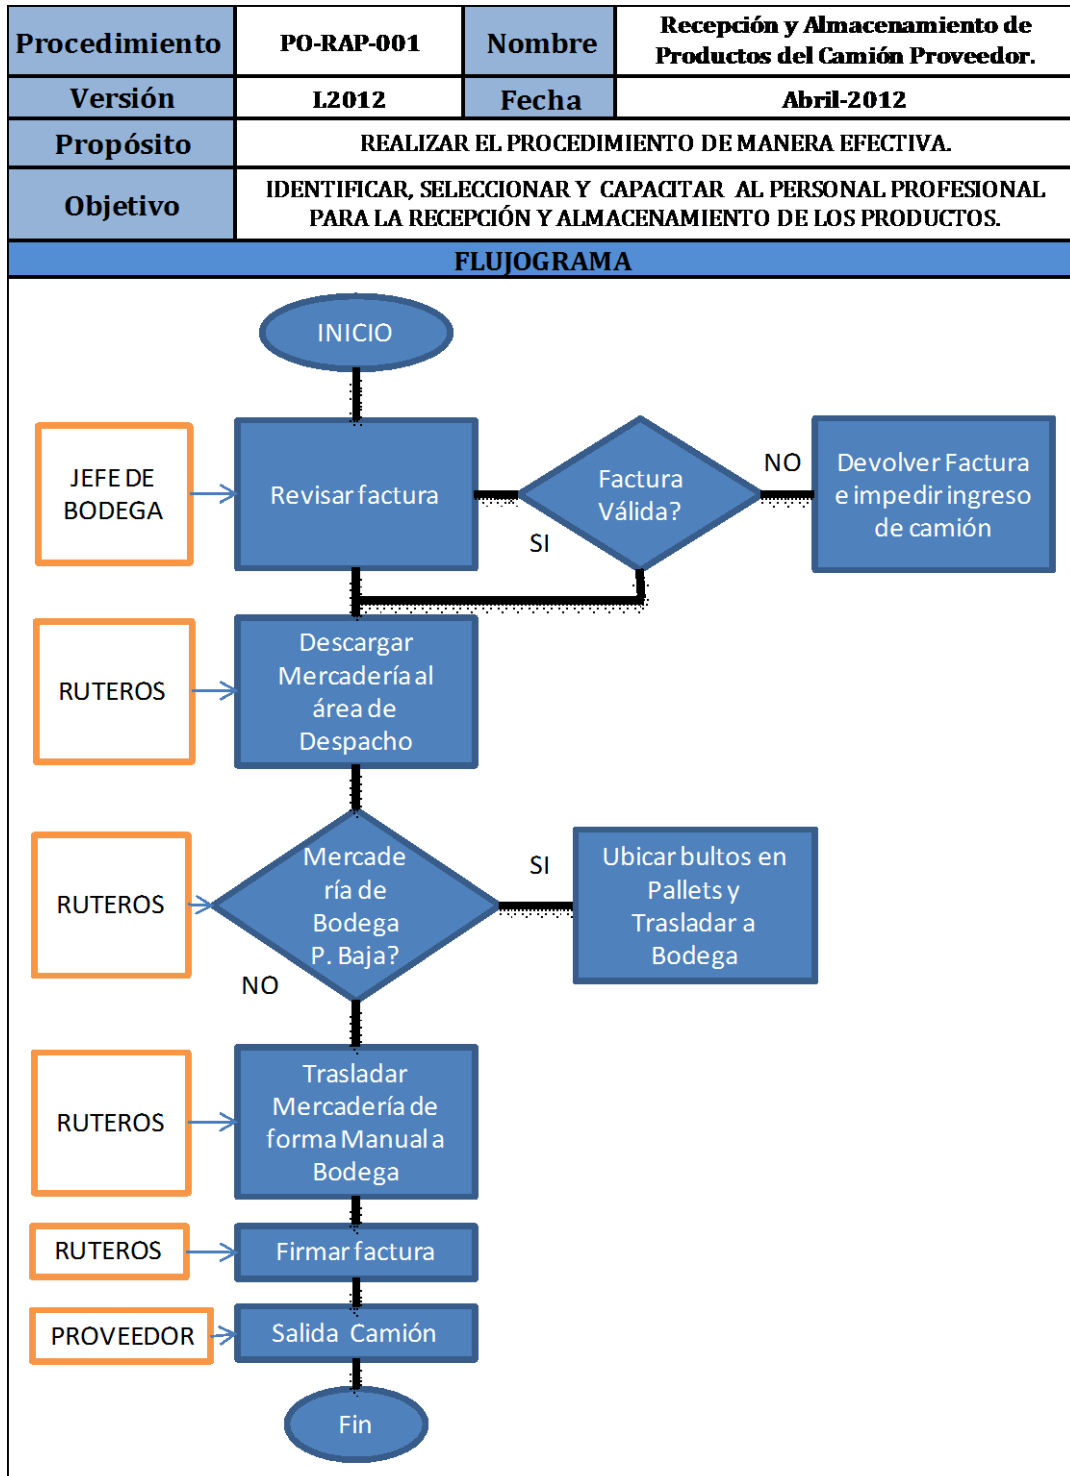 Procedimiento
PO-RAP-001
Nombre
Recepción y Almacenamiento de
Productos del Camión Proveedor.
Versión
L2012
Fecha
Abril-2012
Propósito
REALIZAR EL PROCEDIMIENTO DE MANERA EFECTIVA.
Objetivo
IDENTIFICAR, SELECCIONAR Y CAPACITAR AL PERSONAL PROFESIONAL
PARA LA RECEPCIÓN Y ALMACENAMIENTO DE LOS PRODUCTOS.
FLUJOGRAMA
INICIO
JEFE DE
BODEGA
Revisar factura
Factura
Válida?
NO
Devolver Factura
e impedir ingreso
de camión
SI
RUTEROS
Descargar
Mercadería al
área de
Despacho
RUTEROS
Mercade
ría de
Bodega
P. Baja?
SI
Ubicar bultos en
Pallets y
Trasladar a
Bodega
NO
RUTEROS
Trasladar
Mercadería de
forma Manual a
Bodega
RUTEROS
Firmar factura
PROVEEDOR
Salida Camión
Fin